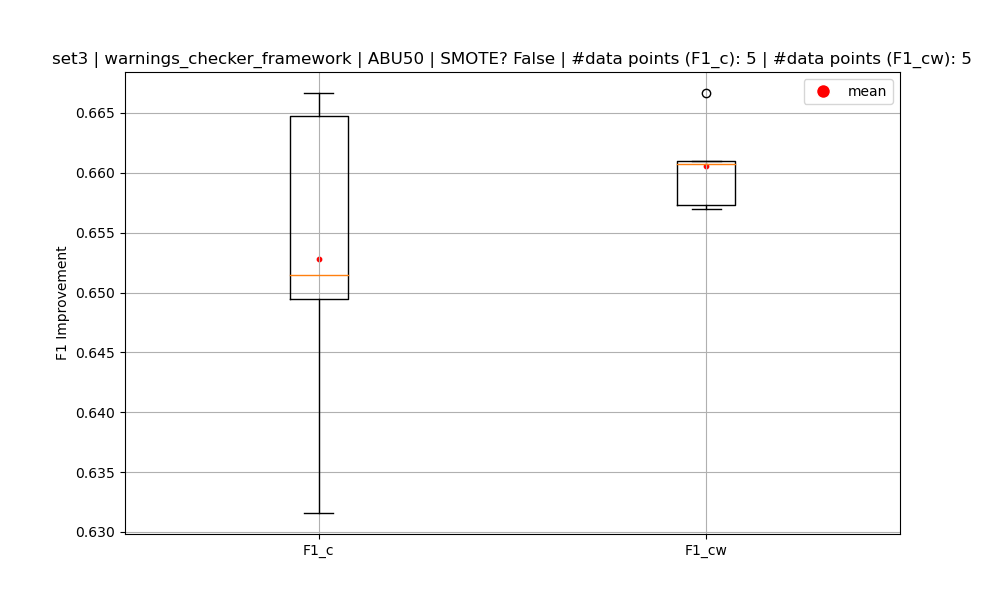 set3 | warnings_checker_framework | ABU50 | SMOTE? False | #data points (F1_c): 5 | #data points (F1_cw): 5
mean
0.665
0.660
0.655
0.650
0.645
0.640
0.635
0.630
F1 Improvement
F1_c
F1_cw